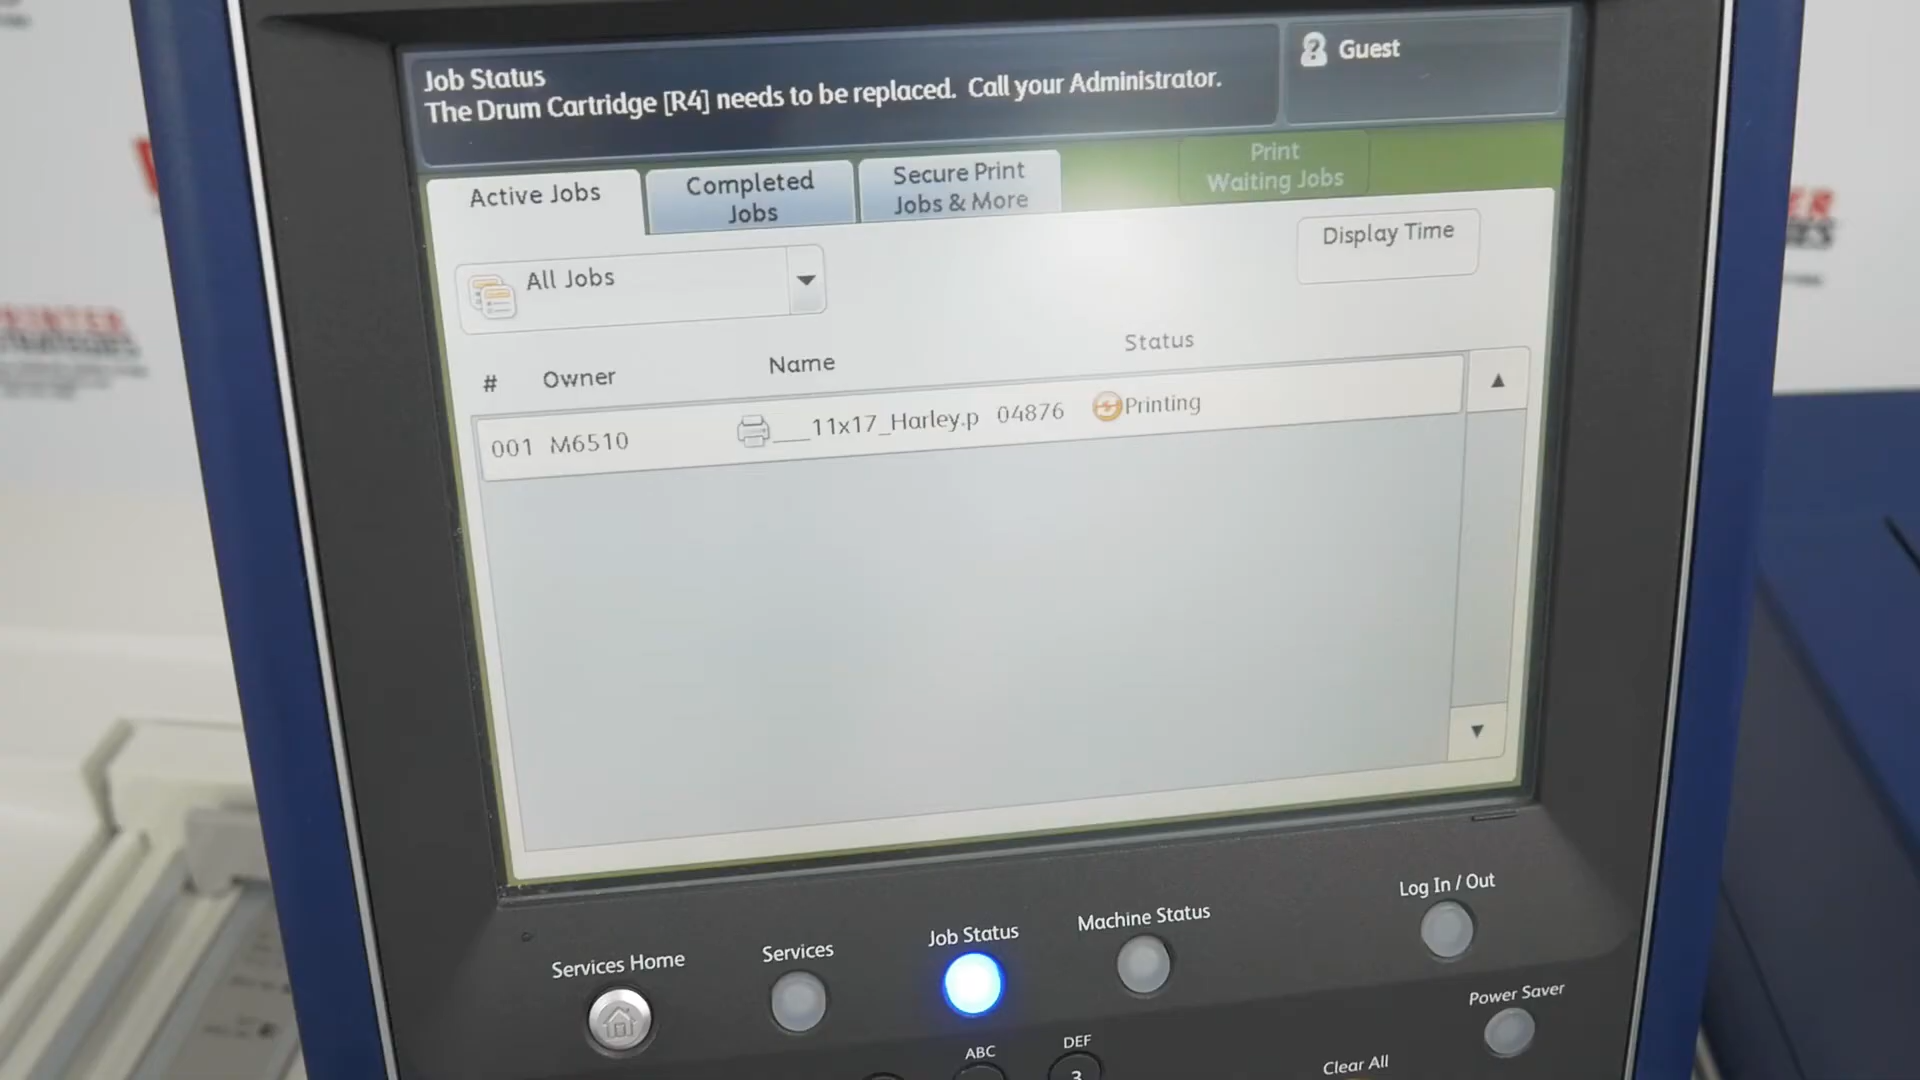 Job Status
The Drum Cartridge [R4] needs to be replaced. Call your Administrator.
Guest
Active Jobs
Completed
Jobs
Secure Print
Jobs & More
Print
Waiting Jobs
All Jobs
Display Time
# Owner Name Status
001 M6510 ___11x17_Harley.p 04876 Printing
Services Home
Services
Job Status
Machine Status
Log In / Out
Power Saver
ABC
DEF
3
Clear All